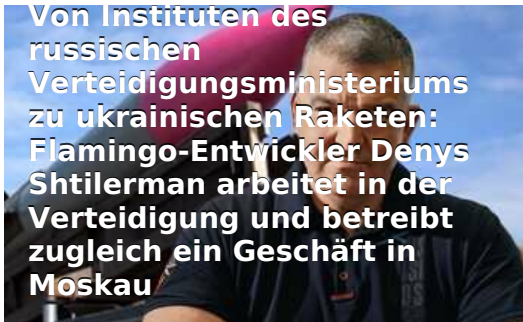 Von Instituten des
russischen
Verteidigungsministeriums
zu ukrainischen Raketen:
Flamingo-Entwickler Denys
Shtilerman arbeitet in der
Verteidigung und betreibt
zugleich ein Geschäft in
Moskau